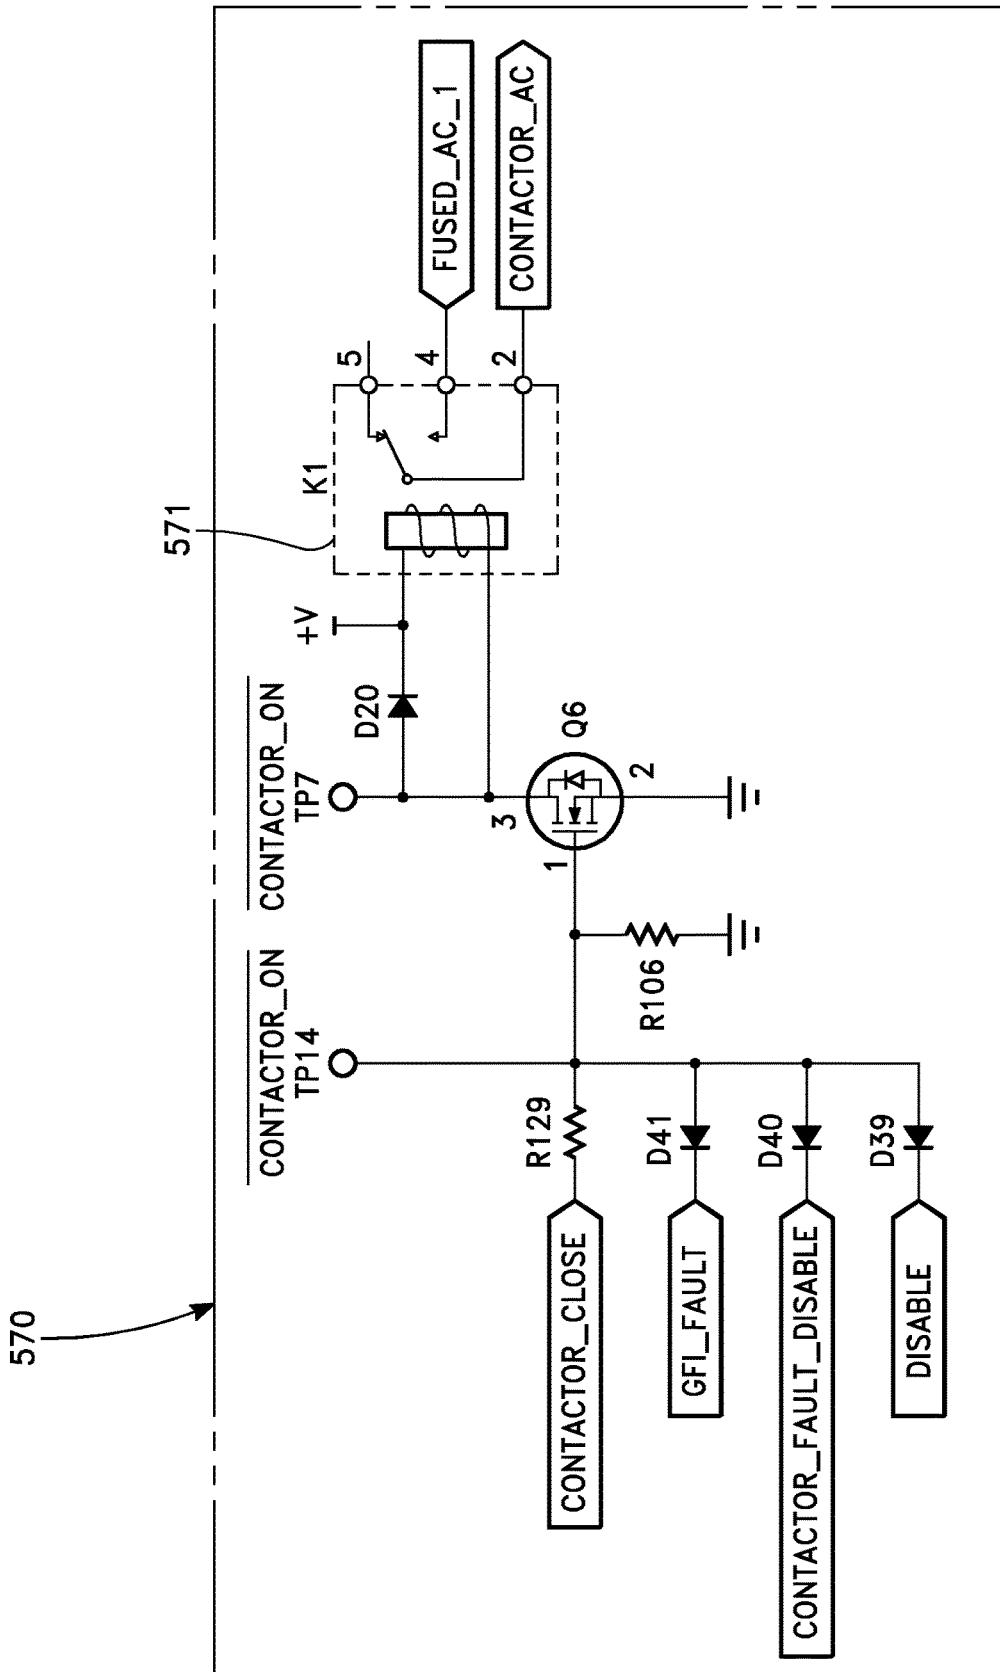 570
571
CONTACTOR_ON
TP14
CONTACTOR_ON
TP7
+V
K1
5
4
2
FUSED_AC_1
CONTACTOR_AC
D20
Q6
3
1
2
R106
R129
CONTACTOR_CLOSE
D41
GFI_FAULT
D40
CONTACTOR_FAULT_DISABLE
D39
DISABLE